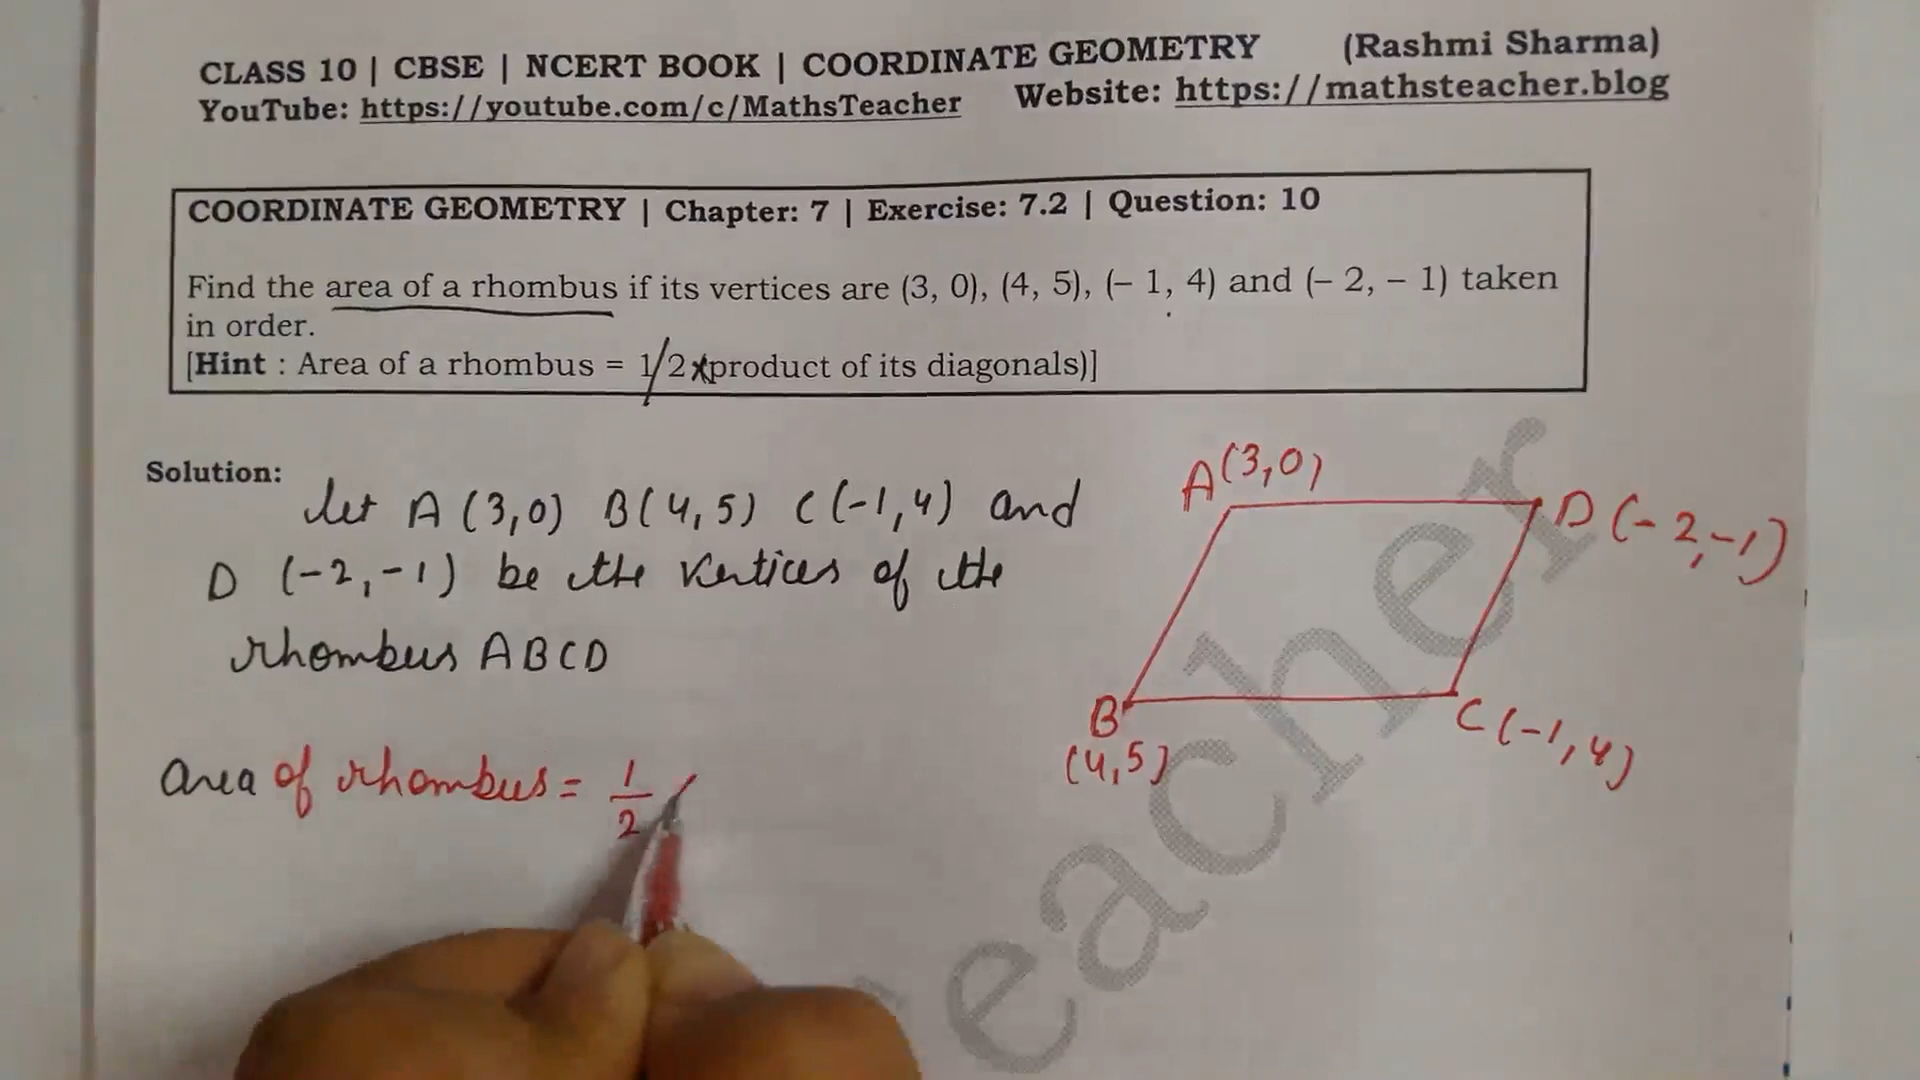 CLASS 10 | CBSE | NCERT BOOK | COORDINATE GEOMETRY (Rashmi Sharma)
YouTube: https://youtube.com/c/MathsTeacher Website: https://mathsteacher.blog
COORDINATE GEOMETRY | Chapter: 7 | Exercise: 7.2 | Question: 10
Find the area of a rhombus if its vertices are (3, 0), (4, 5), (– 1, 4) and (– 2, – 1) taken
in order.
[Hint : Area of a rhombus = 1/2×(product of its diagonals)]
Solution:
let A (3,0) B(4,5) C(-1,4) and
D (-2,-1) be the vertices of the
rhombus ABCD
A(3,0)
D(-2,-1)
B
(4,5)
C(-1,4)
area of rhombus = 1/2
eacher